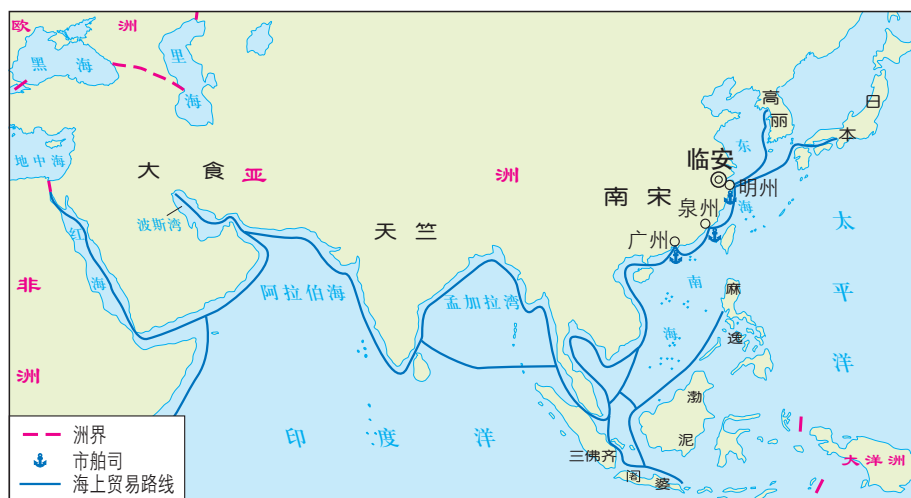 欧洲
黑海
里海
地中海
大食
亚洲
波斯湾
红海
非洲
阿拉伯海
天竺
孟加拉湾
印度洋
高丽
日本
东海
临安
明州
南宋
泉州
广州
南海
太平洋
麻逸
渤泥
三佛齐
阇婆
大洋洲
洲界
市舶司
海上贸易路线